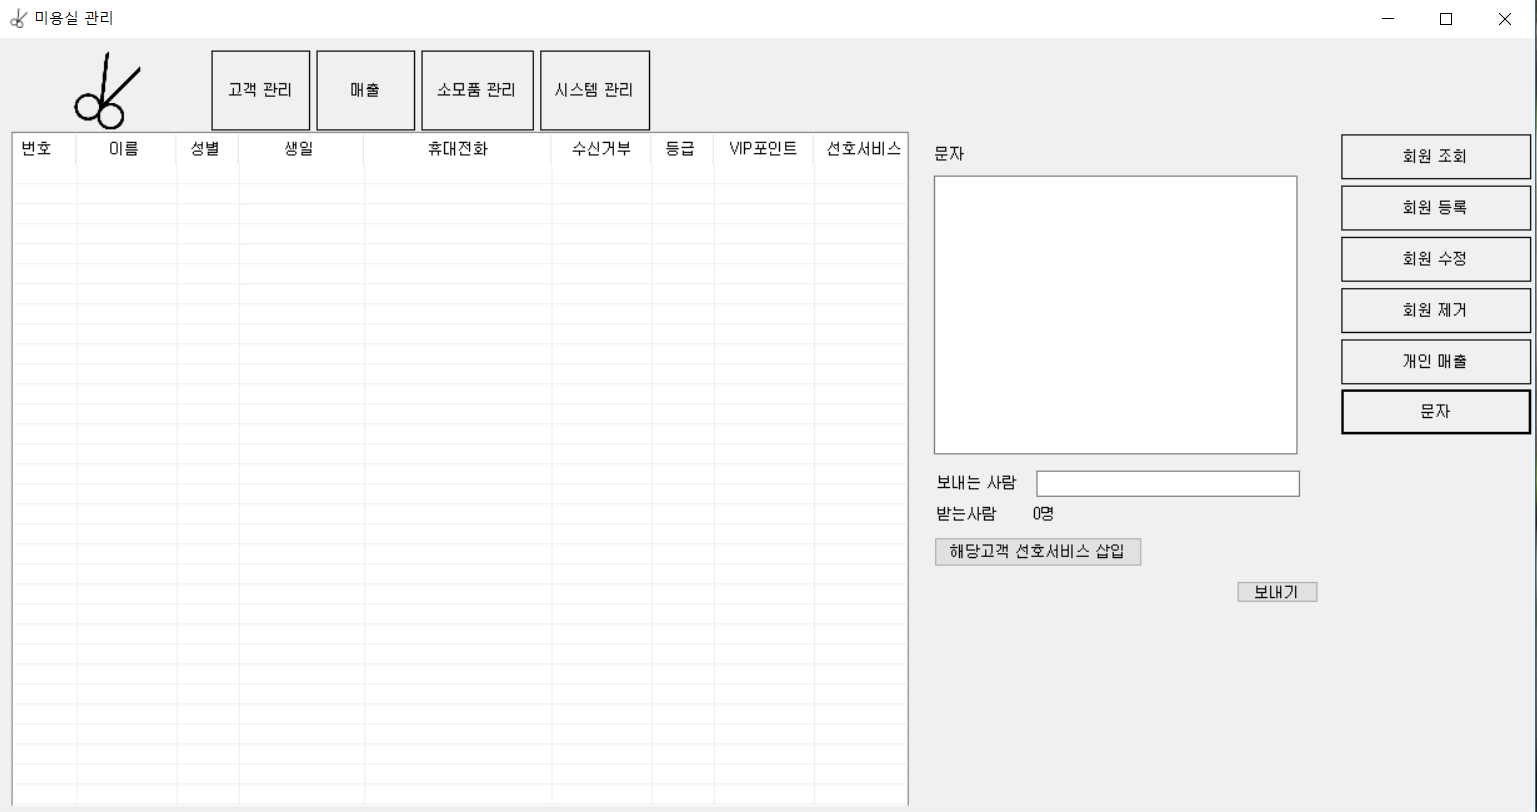 미용실 관리
고객 관리 매출 소모품 관리 시스템 관리
번호 이름 성별 생일 휴대전화 수신거부 등급 VIP포인트 선호서비스
문자
보내는 사람
받는사람 0명
해당고객 선호서비스 삽입
보내기
회원 조회
회원 등록
회원 수정
회원 제거
개인 매출
문자